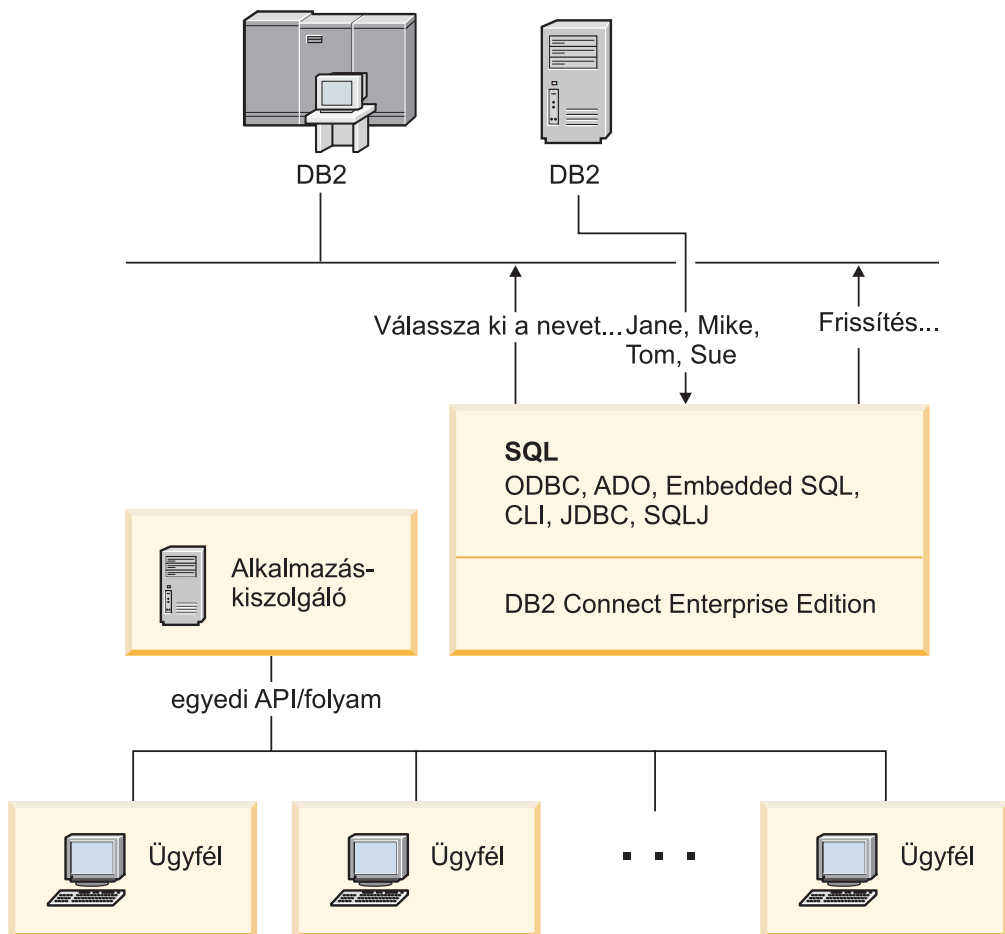 DB2
DB2
Válassza ki a nevet...
Jane, Mike,
Tom, Sue
Frissítés...
SQL
ODBC, ADO, Embedded SQL,
CLI, JDBC, SQLJ
DB2 Connect Enterprise Edition
Alkalmazás-
kiszolgáló
egyedi API/folyam
Ügyfél
Ügyfél
. . .
Ügyfél